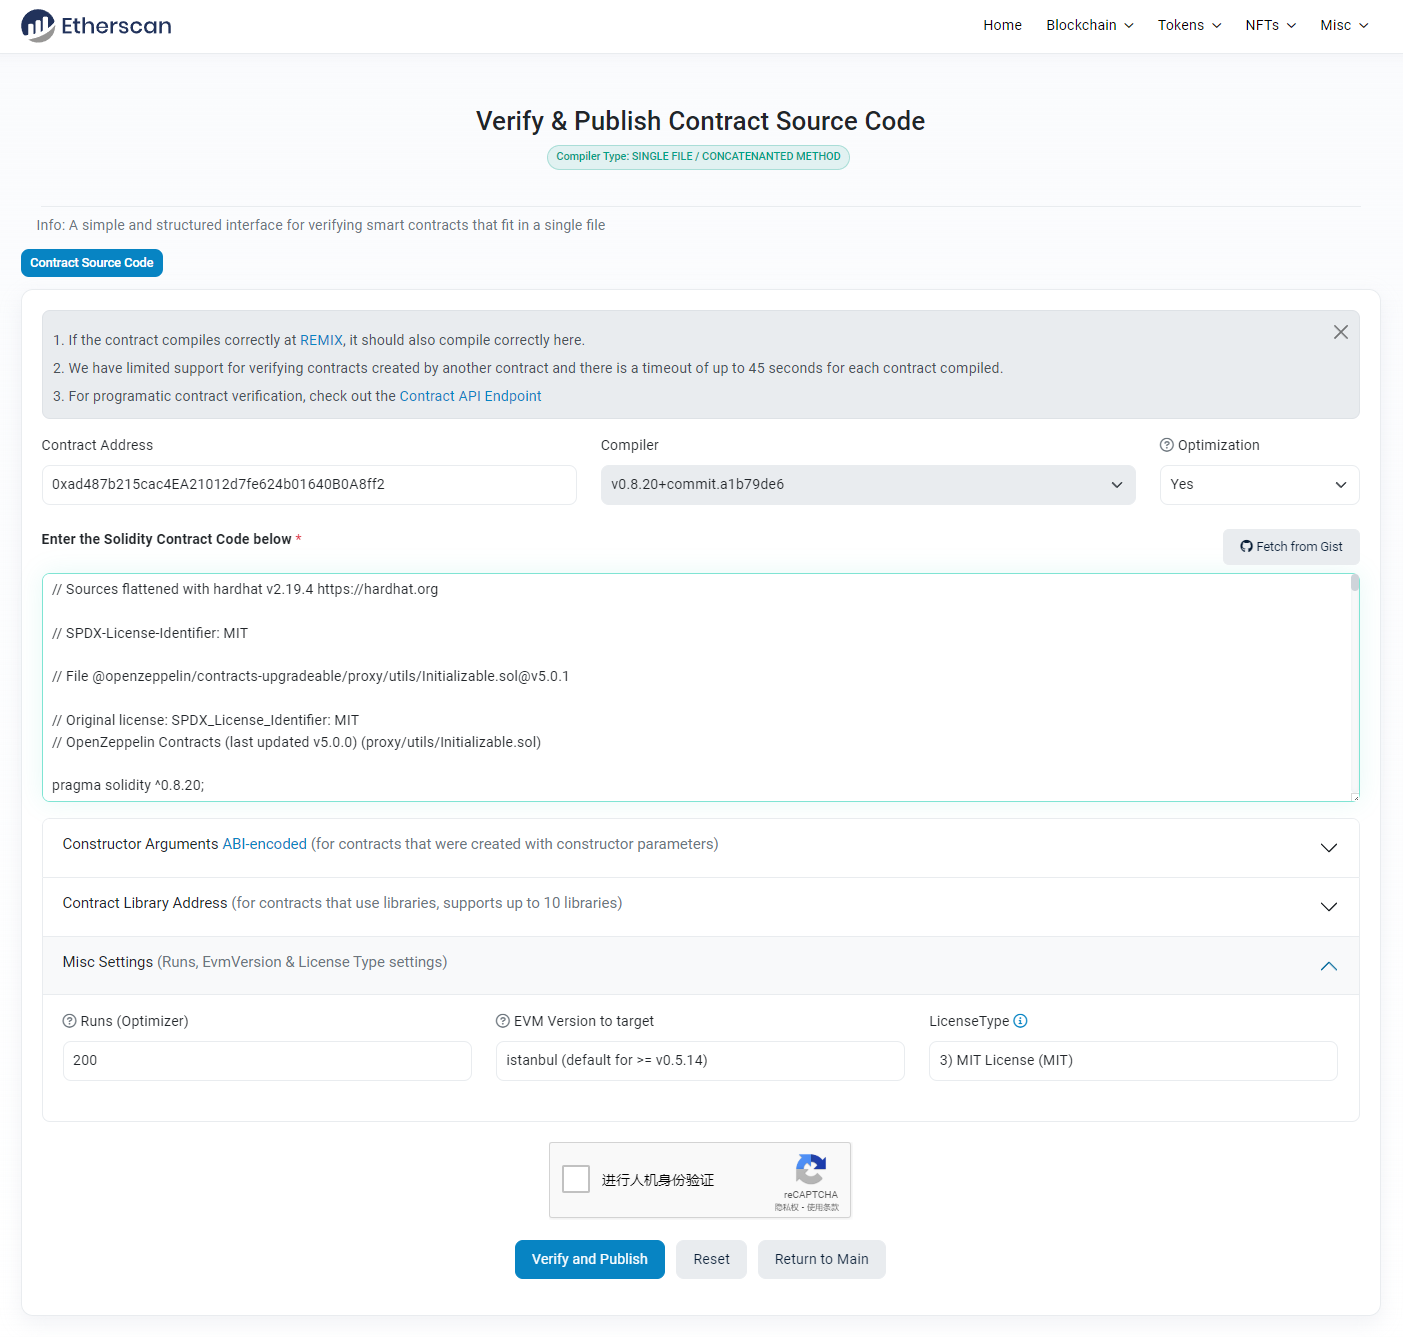 Etherscan
Home Blockchain Tokens NFTs Misc
Verify & Publish Contract Source Code
Compiler Type: SINGLE FILE / CONCATENANTED METHOD
Info: A simple and structured interface for verifying smart contracts that fit in a single file
Contract Source Code
1. If the contract compiles correctly at REMIX, it should also compile correctly here.
2. We have limited support for verifying contracts created by another contract and there is a timeout of up to 45 seconds for each contract compiled.
3. For programatic contract verification, check out the Contract API Endpoint
Contract Address Compiler Optimization
0xad487b215cac4EA21012d7fe624b01640B0A8ff2 v0.8.20+commit.a1b79de6 Yes
Enter the Solidity Contract Code below *
Fetch from Gist
// Sources flattened with hardhat v2.19.4 https://hardhat.org
// SPDX-License-Identifier: MIT
// File @openzeppelin/contracts-upgradeable/proxy/utils/Initializable.sol@v5.0.1
// Original license: SPDX_License_Identifier: MIT
// OpenZeppelin Contracts (last updated v5.0.0) (proxy/utils/Initializable.sol)
pragma solidity ^0.8.20;
Constructor Arguments ABI-encoded (for contracts that were created with constructor parameters)
Contract Library Address (for contracts that use libraries, supports up to 10 libraries)
Misc Settings (Runs, EvmVersion & License Type settings)
Runs (Optimizer) EVM Version to target LicenseType
200 istanbul (default for >= v0.5.14) 3) MIT License (MIT)
进行人机身份验证
reCAPTCHA
隐私权 - 使用条款
Verify and Publish Reset Return to Main